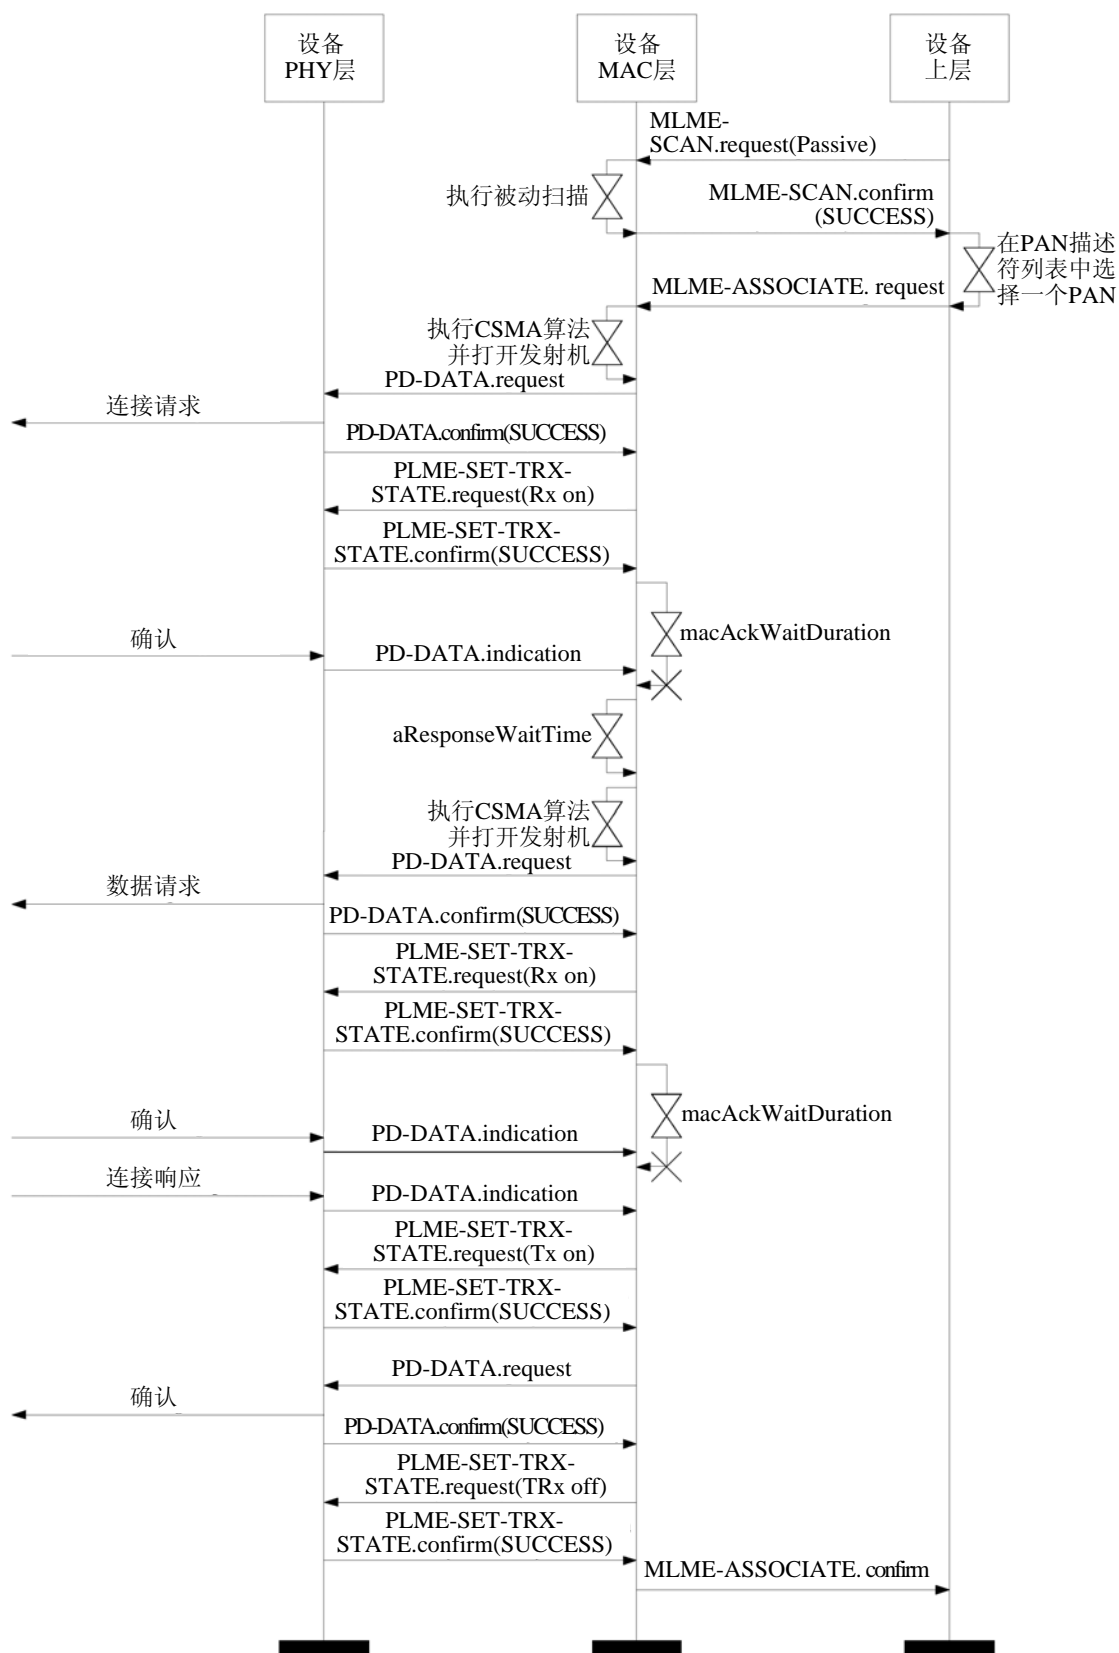 设备
PHY层
设备
MAC层
设备
上层
MLME-
SCAN.request(Passive)
执行被动扫描
MLME-SCAN.confirm
(SUCCESS)
在PAN描述
符列表中选
择一个PAN
MLME-ASSOCIATE. request
执行CSMA算法
并打开发射机
PD-DATA.request
连接请求
PD-DATA.confirm(SUCCESS)
PLME-SET-TRX-
STATE.request(Rx on)
PLME-SET-TRX-
STATE.confirm(SUCCESS)
macAckWaitDuration
确认
PD-DATA.indication
aResponseWaitTime
执行CSMA算法
并打开发射机
PD-DATA.request
数据请求
PD-DATA.confirm(SUCCESS)
PLME-SET-TRX-
STATE.request(Rx on)
PLME-SET-TRX-
STATE.confirm(SUCCESS)
macAckWaitDuration
确认
PD-DATA.indication
连接响应
PD-DATA.indication
PLME-SET-TRX-
STATE.request(Tx on)
PLME-SET-TRX-
STATE.confirm(SUCCESS)
PD-DATA.request
确认
PD-DATA.confirm(SUCCESS)
PLME-SET-TRX-
STATE.request(TRx off)
PLME-SET-TRX-
STATE.confirm(SUCCESS)
MLME-ASSOCIATE. confirm